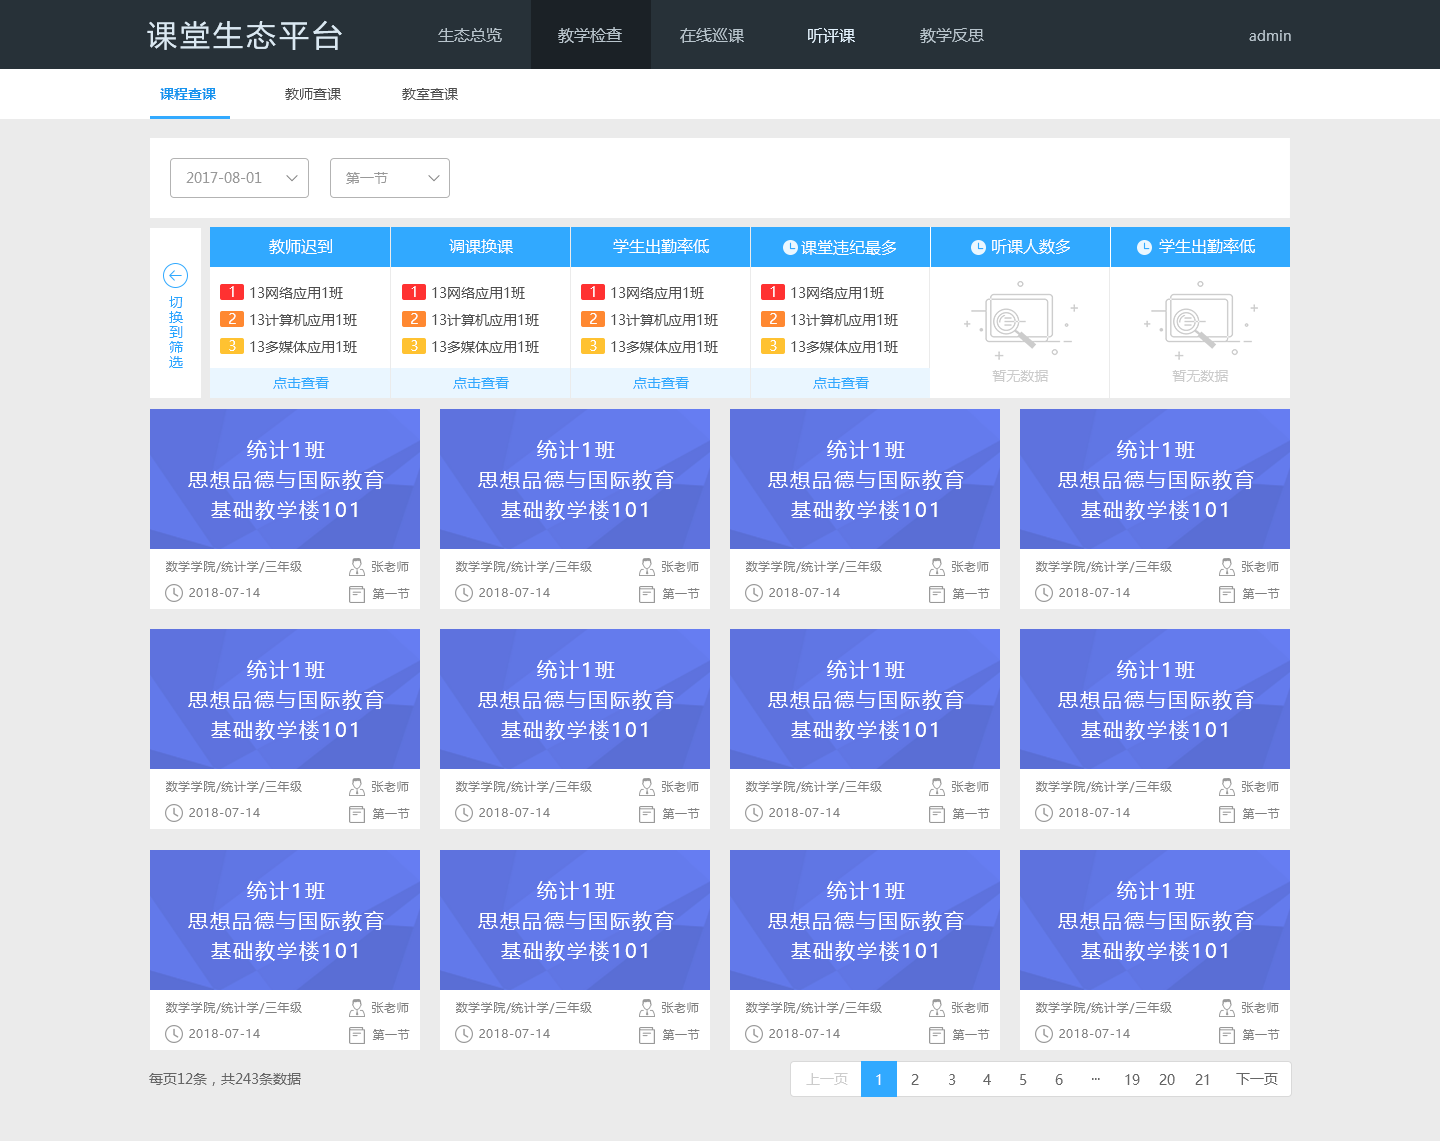 课堂生态平台 生态总览 教学检查 在线巡课 听评课 教学反思 admin
课程查课 教师查课 教室查课
2017-08-01 第一节
切换到筛选
教师迟到 调课换课 学生出勤率低 课堂违纪最多 听课人数多 学生出勤率低
1 13网络应用1班 1 13网络应用1班 1 13网络应用1班 1 13网络应用1班
2 13计算机应用1班 2 13计算机应用1班 2 13计算机应用1班 2 13计算机应用1班
3 13多媒体应用1班 3 13多媒体应用1班 3 13多媒体应用1班 3 13多媒体应用1班
暂无数据 暂无数据
点击查看 点击查看 点击查看 点击查看
统计1班 统计1班 统计1班 统计1班
思想品德与国际教育 思想品德与国际教育 思想品德与国际教育 思想品德与国际教育
基础教学楼101 基础教学楼101 基础教学楼101 基础教学楼101
数学学院/统计学/三年级 张老师 数学学院/统计学/三年级 张老师 数学学院/统计学/三年级 张老师 数学学院/统计学/三年级 张老师
2018-07-14 第一节 2018-07-14 第一节 2018-07-14 第一节 2018-07-14 第一节
统计1班 统计1班 统计1班 统计1班
思想品德与国际教育 思想品德与国际教育 思想品德与国际教育 思想品德与国际教育
基础教学楼101 基础教学楼101 基础教学楼101 基础教学楼101
数学学院/统计学/三年级 张老师 数学学院/统计学/三年级 张老师 数学学院/统计学/三年级 张老师 数学学院/统计学/三年级 张老师
2018-07-14 第一节 2018-07-14 第一节 2018-07-14 第一节 2018-07-14 第一节
统计1班 统计1班 统计1班 统计1班
思想品德与国际教育 思想品德与国际教育 思想品德与国际教育 思想品德与国际教育
基础教学楼101 基础教学楼101 基础教学楼101 基础教学楼101
数学学院/统计学/三年级 张老师 数学学院/统计学/三年级 张老师 数学学院/统计学/三年级 张老师 数学学院/统计学/三年级 张老师
2018-07-14 第一节 2018-07-14 第一节 2018-07-14 第一节 2018-07-14 第一节
每页12条，共243条数据 上一页 1 2 3 4 5 6 ... 19 20 21 下一页